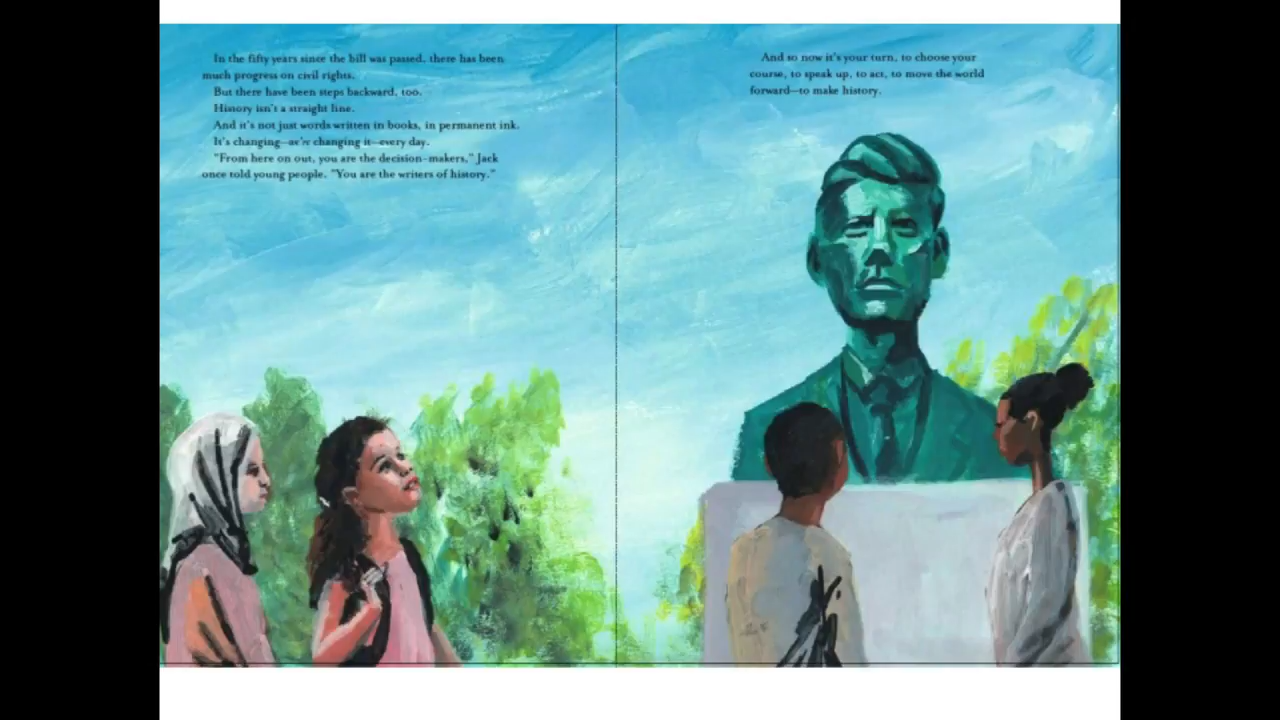 In the fifty years since the bill was passed, there has been
much progress on civil rights.
But there have been steps backward, too.
History isn't a straight line.
And it's not just words written in books, in permanent ink.
It's changing—we're changing it—every day.
"From here on out, you are the decision-makers," Jack
once told young people. "You are the writers of history."
And so now it's your turn, to choose your
course, to speak up, to act, to move the world
forward—to make history.